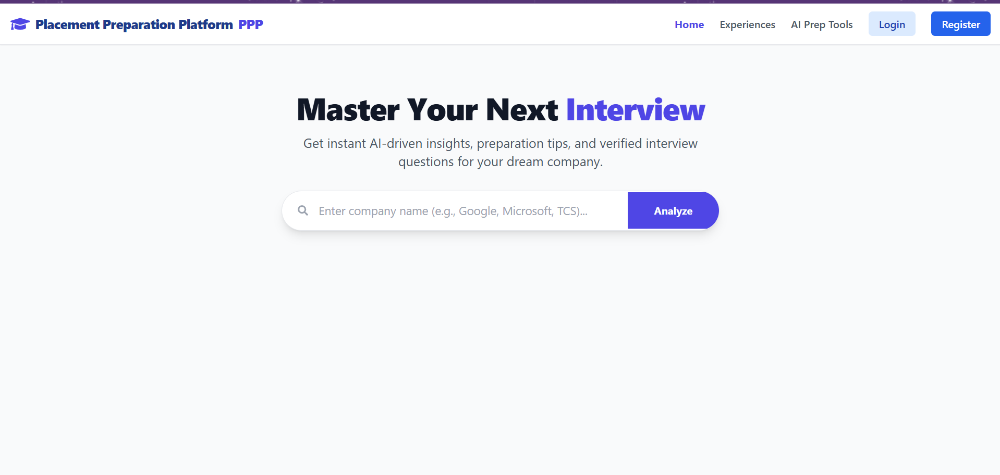 Placement Preparation Platform PPP
Home Experiences AI Prep Tools Login Register
Master Your Next Interview
Get instant AI-driven insights, preparation tips, and verified interview
questions for your dream company.
Enter company name (e.g., Google, Microsoft, TCS)...
Analyze